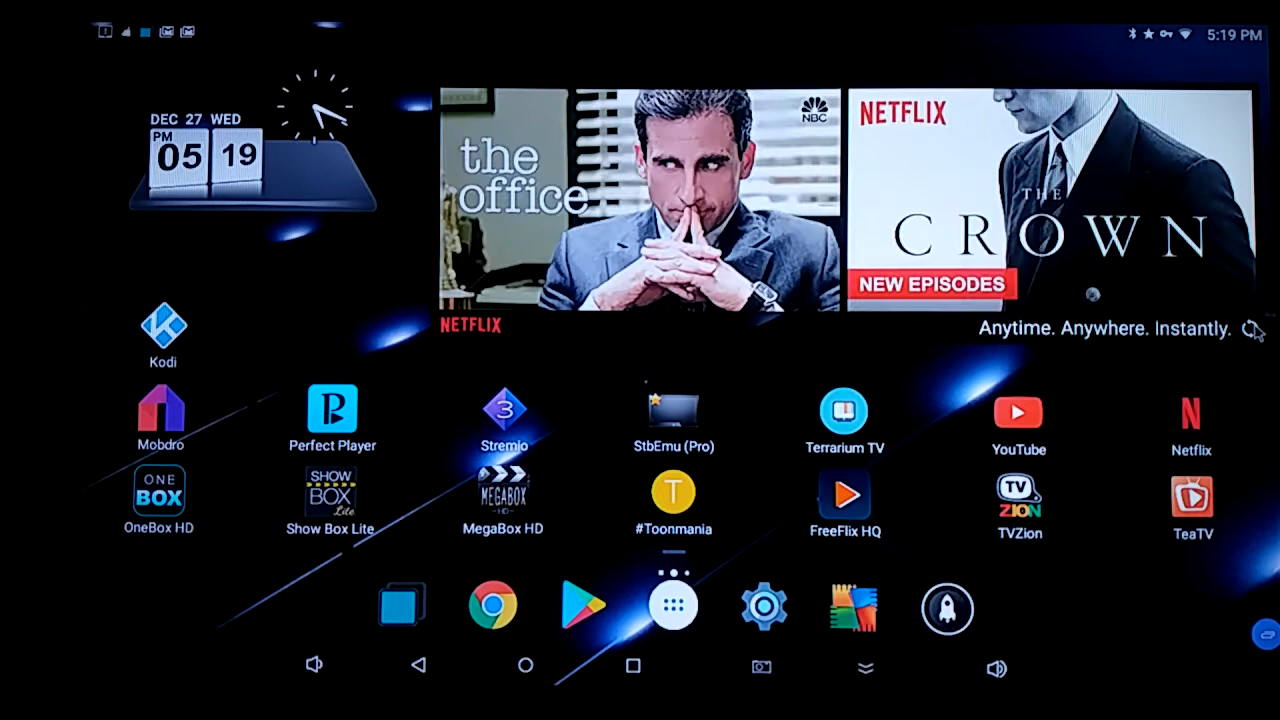 5:19 PM
DEC 27 WED
PM
05 19
the
office
NBC
NETFLIX
THE
CROWN
NEW EPISODES
NETFLIX
Anytime. Anywhere. Instantly.
Kodi
Mobdro
Perfect Player
3
Stremio
StbEmu (Pro)
Terrarium TV
YouTube
N
Netflix
ONE
BOX
OneBox HD
SHOW
BOX
Lite
Show Box Lite
MEGABOX
HD
MegaBox HD
T
#Toonmania
FreeFlix HQ
TV
ZION
TVZion
TeaTV